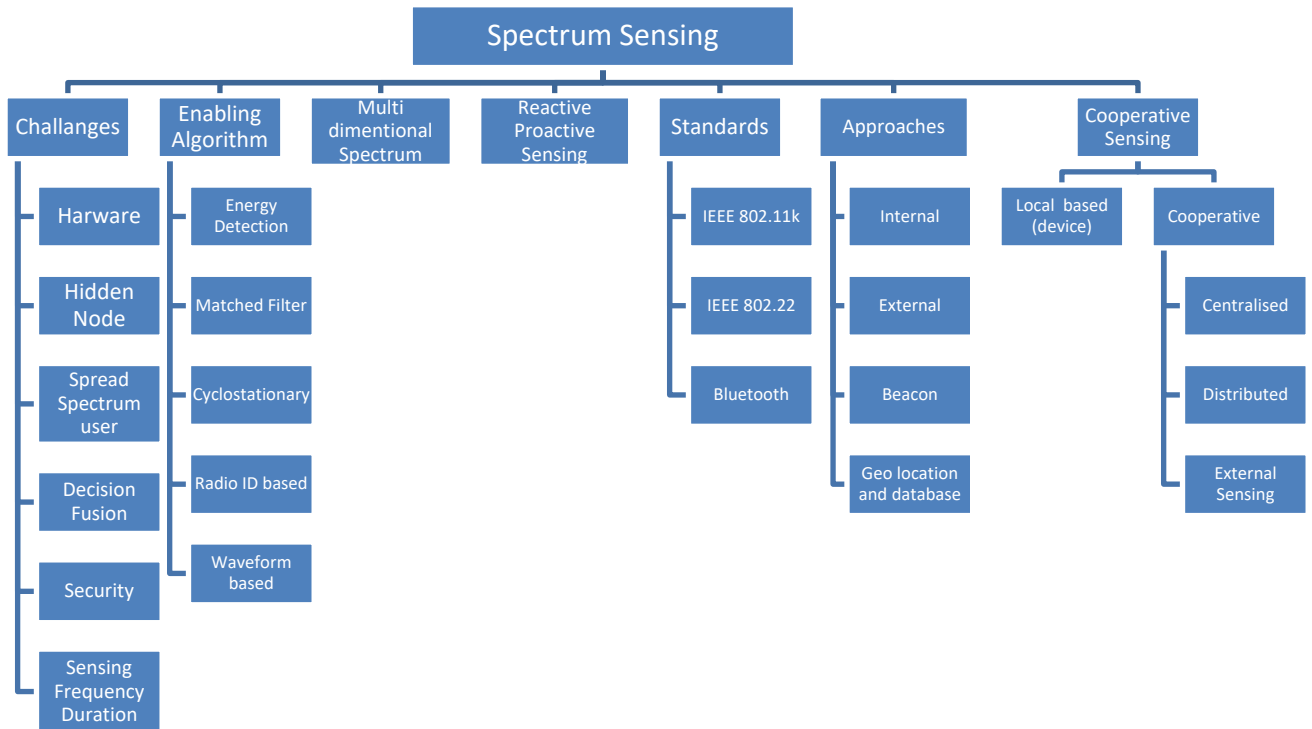 Spectrum Sensing
Challanges
Enabling
Algorithm
Multi
dimentional
Spectrum
Reactive
Proactive
Sensing
Standards
Approaches
Cooperative
Sensing
Harware
Hidden
Node
Spread
Spectrum
user
Decision
Fusion
Security
Sensing
Frequency
Duration
Energy
Detection
Matched Filter
Cyclostationary
Radio ID based
Waveform
based
IEEE 802.11k
IEEE 802.22
Bluetooth
Internal
External
Beacon
Geo location
and database
Local based
(device)
Cooperative
Centralised
Distributed
External
Sensing